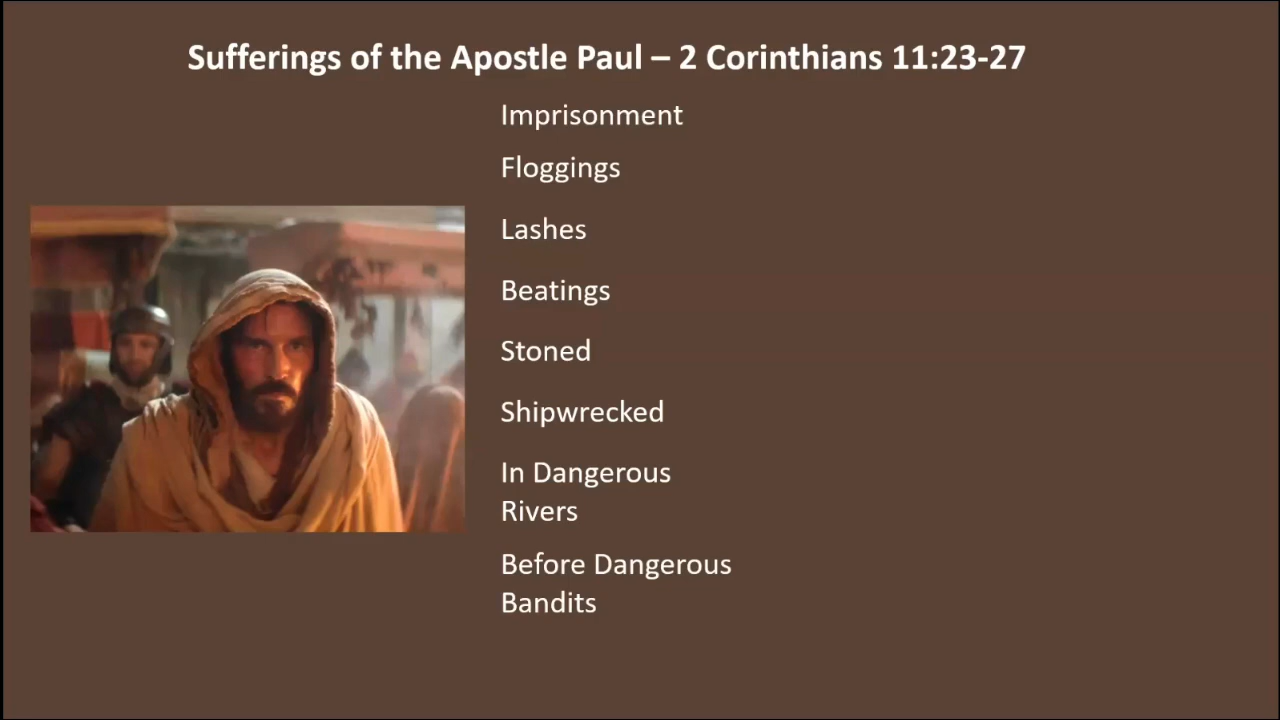 Sufferings of the Apostle Paul – 2 Corinthians 11:23-27
Imprisonment
Floggings
Lashes
Beatings
Stoned
Shipwrecked
In Dangerous
Rivers
Before Dangerous
Bandits